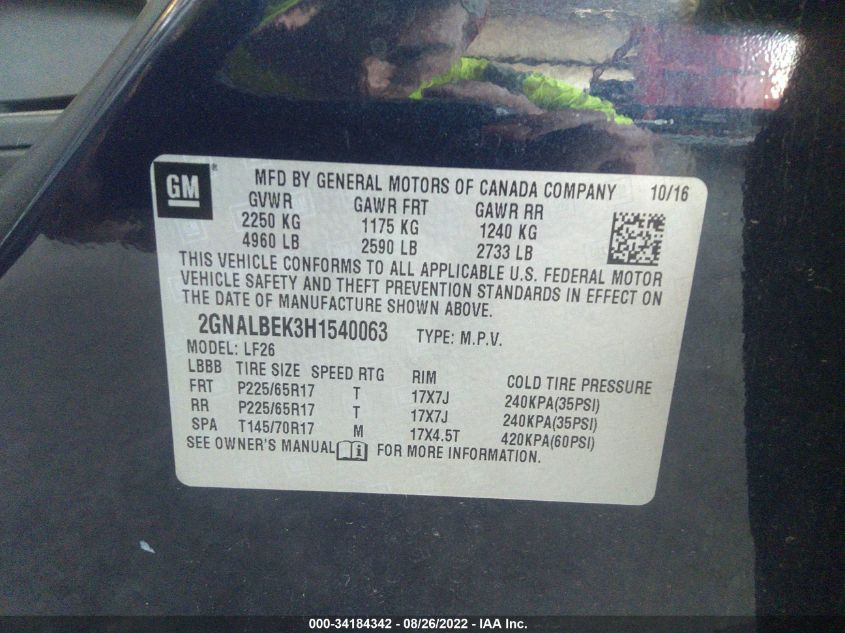 GM ®
MFD BY GENERAL MOTORS OF CANADA COMPANY 10/16
GVWR GAWR FRT GAWR RR
2250 KG 1175 KG 1240 KG
4960 LB 2590 LB 2733 LB
THIS VEHICLE CONFORMS TO ALL APPLICABLE U.S. FEDERAL MOTOR
VEHICLE SAFETY AND THEFT PREVENTION STANDARDS IN EFFECT ON
THE DATE OF MANUFACTURE SHOWN ABOVE.
2GNALBEK3H1540063 TYPE: M.P.V.
MODEL: LF26
LBBB TIRE SIZE SPEED RTG RIM COLD TIRE PRESSURE
FRT P225/65R17 T 17X7J 240KPA(35PSI)
RR P225/65R17 T 17X7J 240KPA(35PSI)
SPA T145/70R17 M 17X4.5T 420KPA(60PSI)
SEE OWNER'S MANUAL FOR MORE INFORMATION.
000-34184342 - 08/26/2022 - IAA Inc.